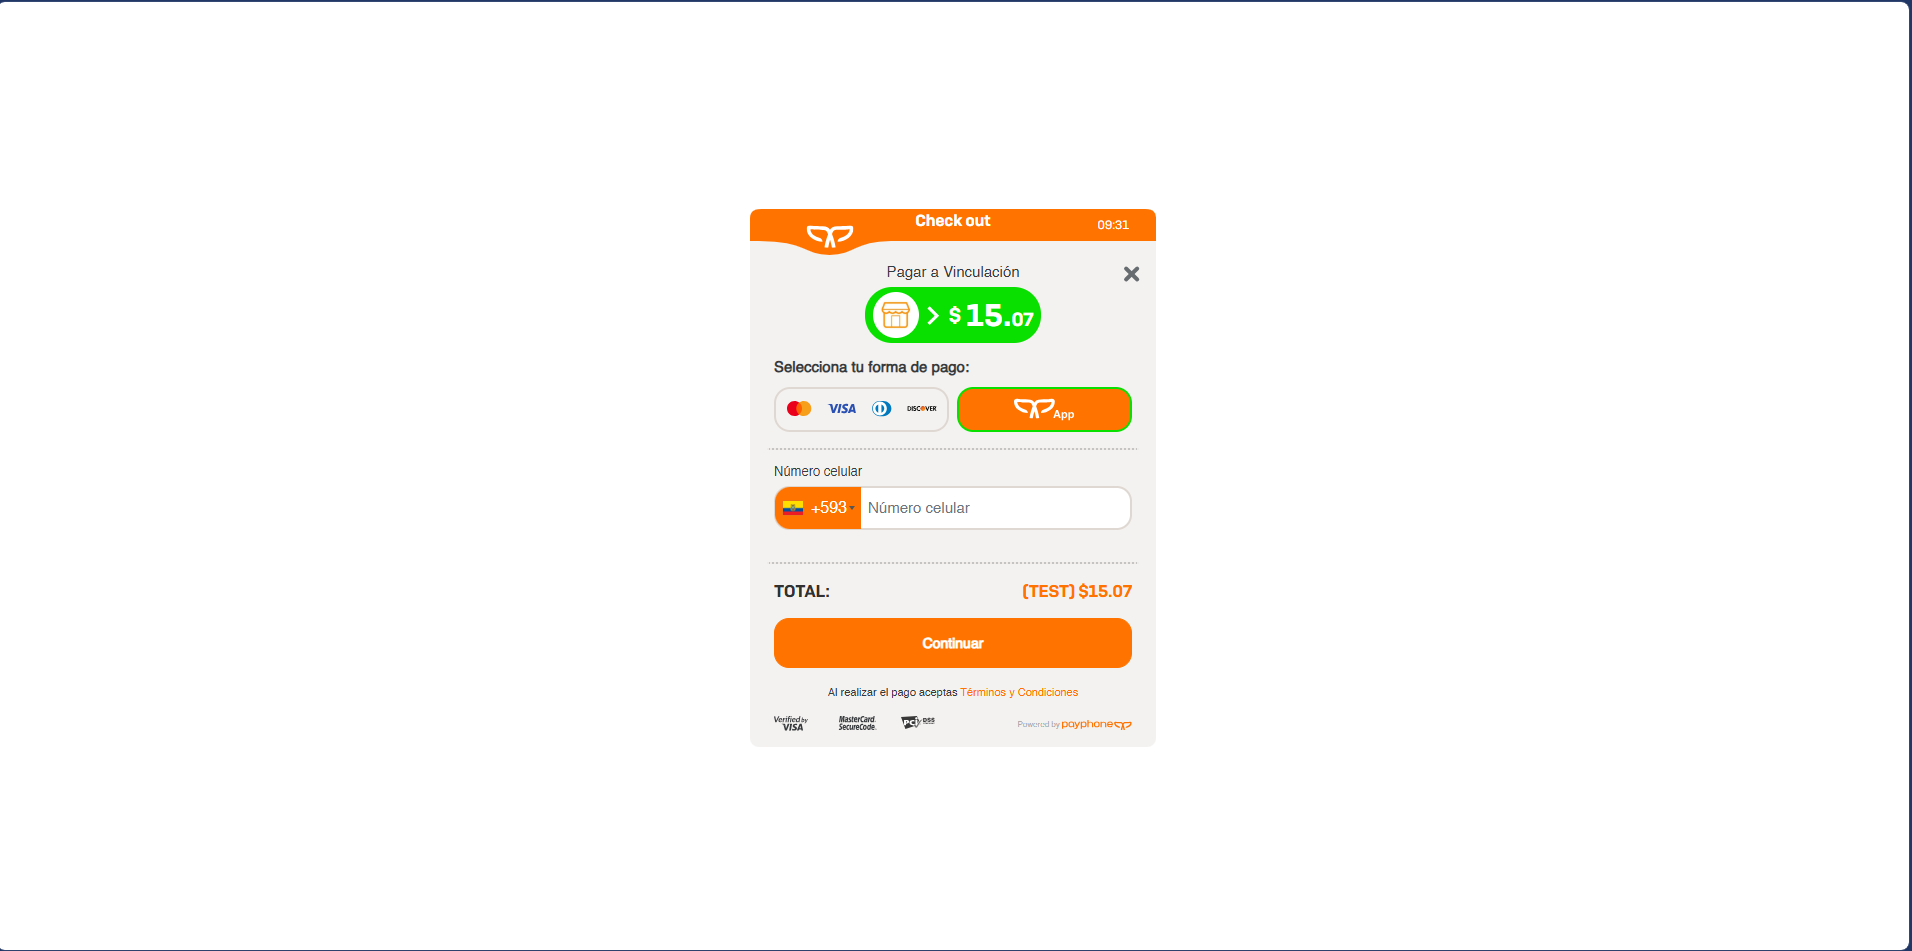 Check out
09:31
Pagar a Vinculación
$ 15.07
Selecciona tu forma de pago:
VISA DISCOVER
App
Número celular
+593 Número celular
TOTAL: (TEST) $15.07
Continuar
Al realizar el pago aceptas Términos y Condiciones
Verified by VISA
MasterCard. SecureCode.
PCI DSS
Powered by payphone